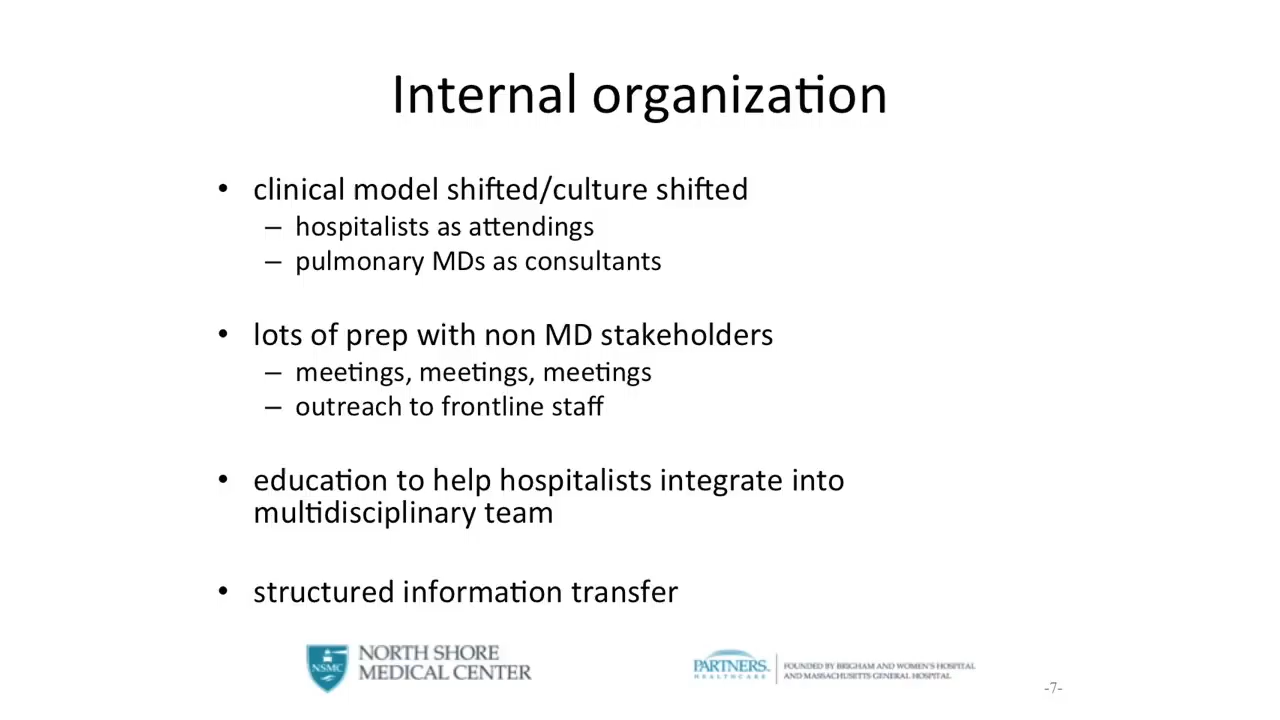 Internal organization
• clinical model shifted/culture shifted
– hospitalists as attendings
– pulmonary MDs as consultants
• lots of prep with non MD stakeholders
– meetings, meetings, meetings
– outreach to frontline staff
• education to help hospitalists integrate into
multidisciplinary team
• structured information transfer
NSMC
NORTH SHORE
MEDICAL CENTER
PARTNERS.
HEALTHCARE
FOUNDED BY BRIGHAM AND WOMEN'S HOSPITAL
AND MASSACHUSETTS GENERAL HOSPITAL
-7-